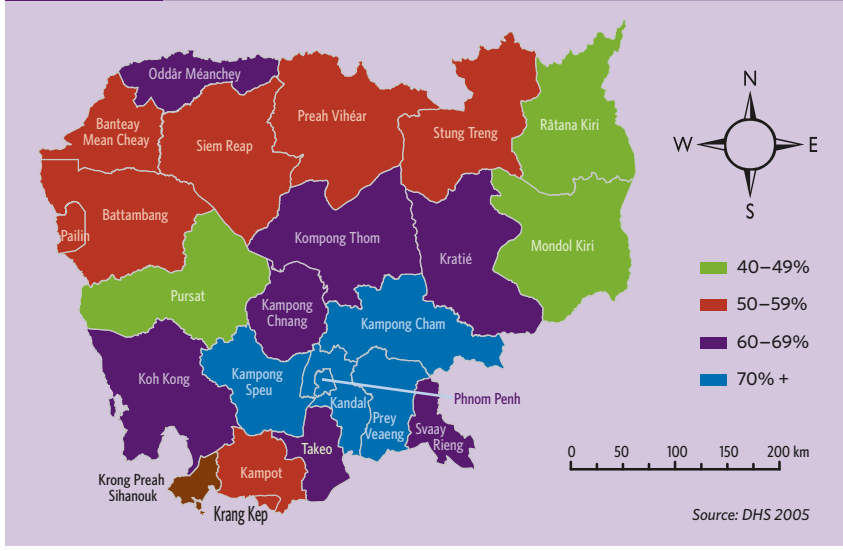 Oddâr Méanchey
Banteay
Mean Cheay
Siem Reap
Preah Vihéar
Stung Treng
Râtana Kiri
Battambang
Pailin
Pursat
Kompong Thom
Kratié
Mondol Kiri
Kampong
Chnang
Kampong Cham
Koh Kong
Kampong
Speu
Kandal
Prey
Veaeng
Phnom Penh
Svaay
Rieng
Takeo
Kampot
Krong Preah
Sihanouk
Krang Kep
N
W
E
S
40–49%
50–59%
60–69%
70% +
0 50 100 150 200 km
Source: DHS 2005